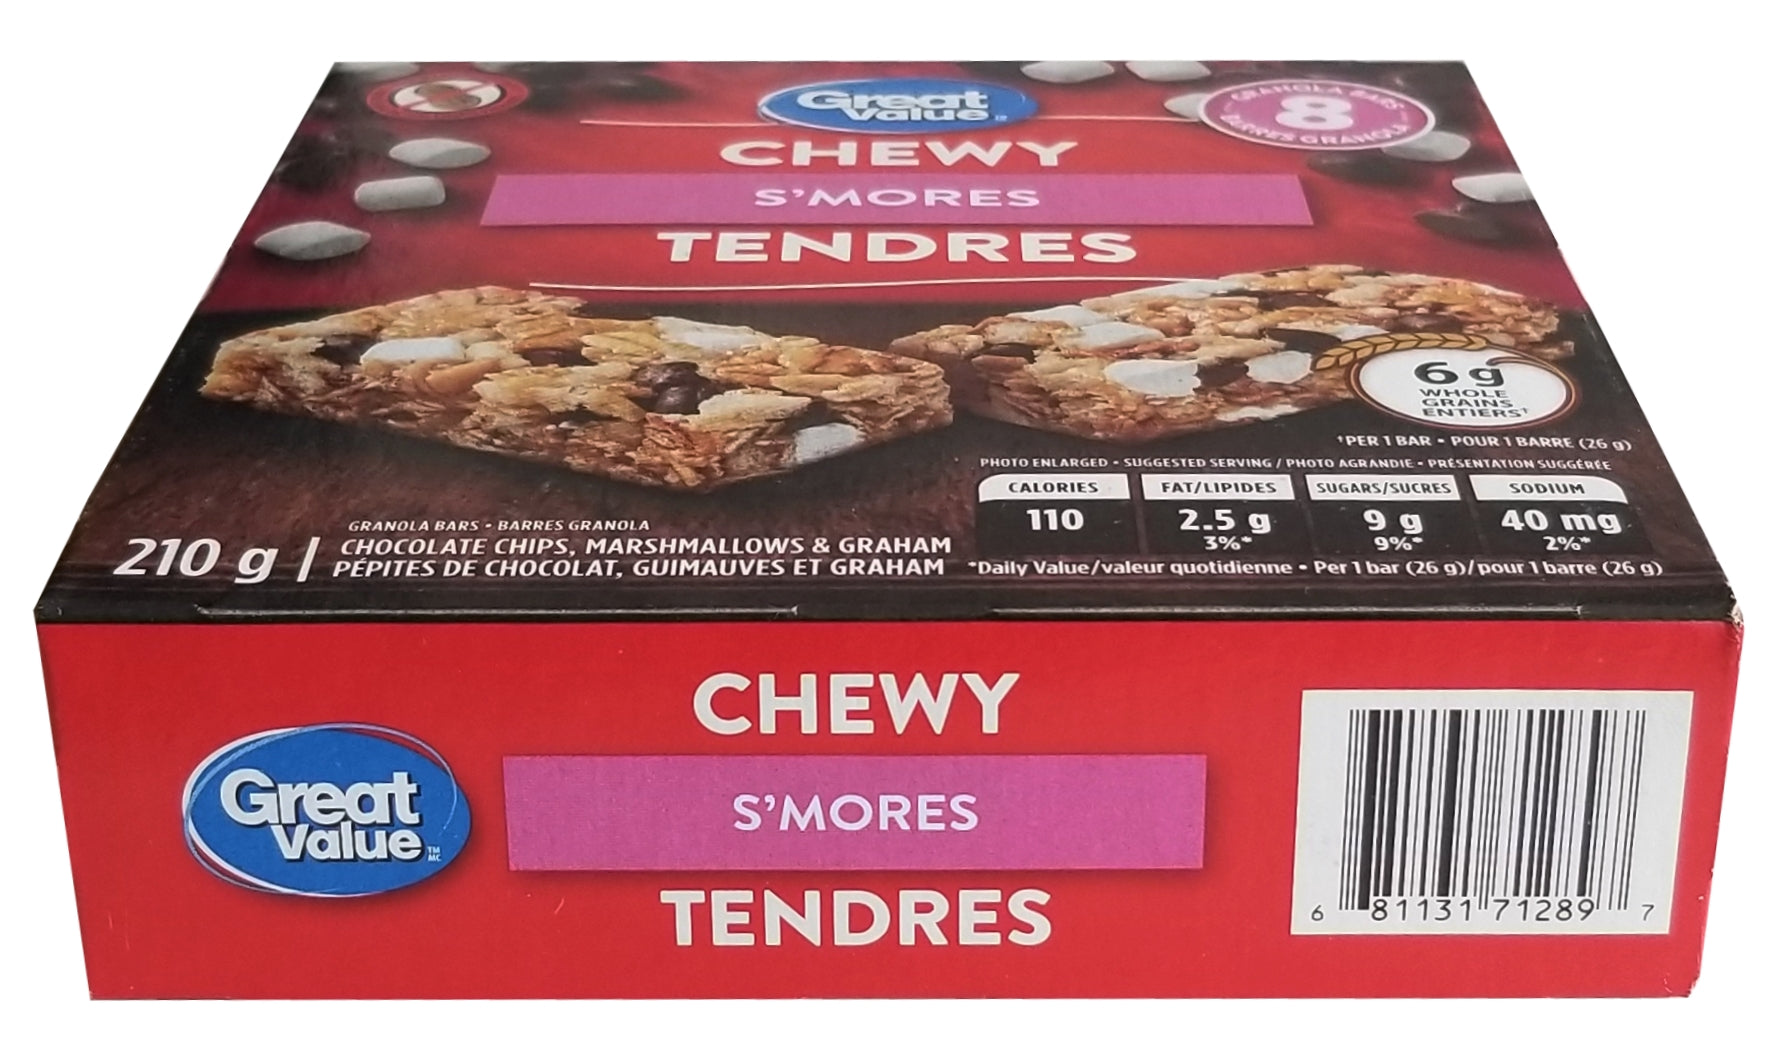 Great
Value
GRANOLA BARS
8
BARRES GRANOLA
CHEWY
S'MORES
TENDRES
6 g
WHOLE
GRAINS
ENTIERS†
†PER 1 BAR • POUR 1 BARRE (26 g)
PHOTO ENLARGED • SUGGESTED SERVING / PHOTO AGRANDIE • PRÉSENTATION SUGGÉRÉE
CALORIES FAT/LIPIDES SUGARS/SUCRES SODIUM
110 2.5 g 9 g 40 mg
3%* 9%* 2%*
*Daily Value/valeur quotidienne • Per 1 bar (26 g)/pour 1 barre (26 g)
GRANOLA BARS • BARRES GRANOLA
210 g
CHOCOLATE CHIPS, MARSHMALLOWS & GRAHAM
PÉPITES DE CHOCOLAT, GUIMAUVES ET GRAHAM
Great
Value TM
MC
CHEWY
S'MORES
TENDRES
6 81131 71289 7